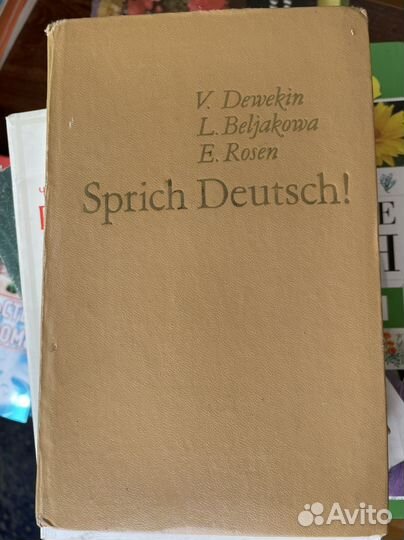 V. Dewekin
L. Beljakowa
E. Rosen
Sprich Deutsch!
Avito